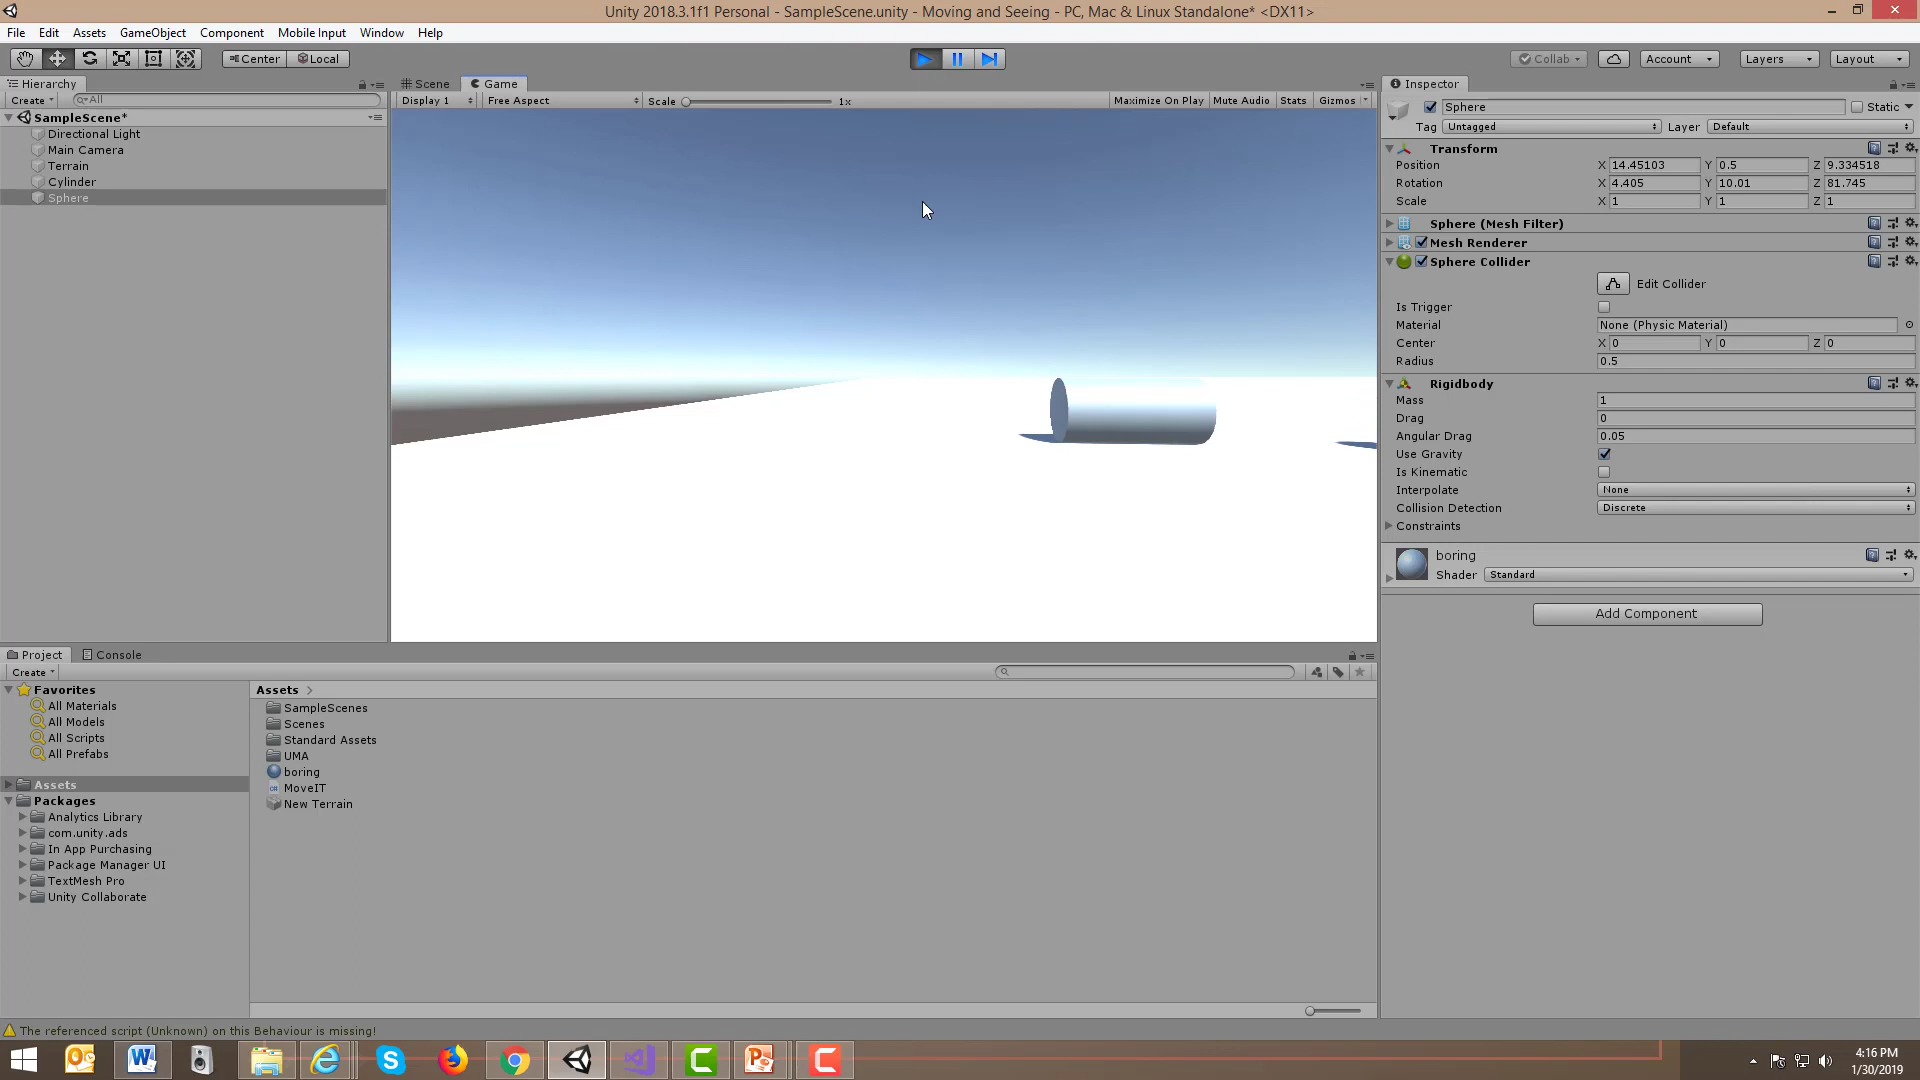 Unity 2018.3.1f1 Personal - SampleScene.unity - Moving and Seeing - PC, Mac & Linux Standalone* <DX11>
File Edit Assets GameObject Component Mobile Input Window Help
Center Local Collab Account Layers Layout
Hierarchy
Create All
SampleScene*
Directional Light
Main Camera
Terrain
Cylinder
Sphere
Scene Game
Display 1 Free Aspect Scale 1x Maximize On Play Mute Audio Stats Gizmos
Inspector
Sphere Static
Tag Untagged Layer Default
Transform
Position X 14.45103 Y 0.5 Z 9.334518
Rotation X 4.405 Y 10.01 Z 81.745
Scale X 1 Y 1 Z 1
Sphere (Mesh Filter)
Mesh Renderer
Sphere Collider
Edit Collider
Is Trigger
Material None (Physic Material)
Center X 0 Y 0 Z 0
Radius 0.5
Rigidbody
Mass 1
Drag 0
Angular Drag 0.05
Use Gravity
Is Kinematic
Interpolate None
Collision Detection Discrete
Constraints
boring
Shader Standard
Add Component
Project Console
Create
Favorites
All Materials
All Models
All Scripts
All Prefabs
Assets
Packages
Analytics Library
com.unity.ads
In App Purchasing
Package Manager UI
TextMesh Pro
Unity Collaborate
Assets
SampleScenes
Scenes
Standard Assets
UMA
boring
MoveIT
New Terrain
The referenced script (Unknown) on this Behaviour is missing!
4:16 PM
1/30/2019